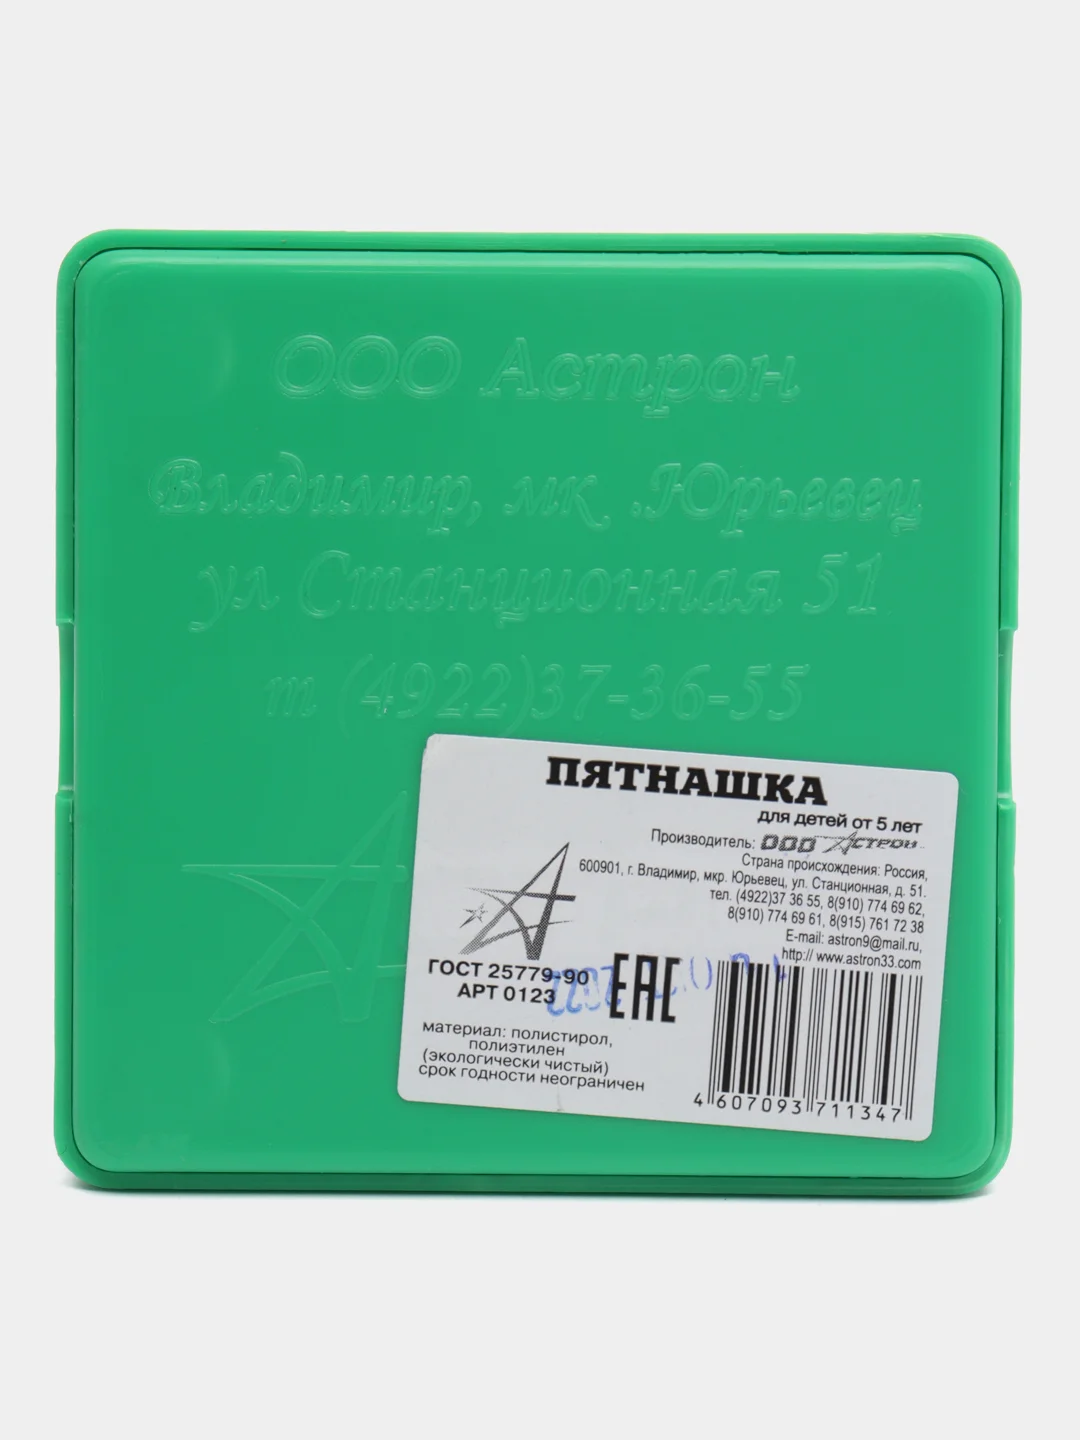 ООО Астрон
Владимир, мк .Юрьевец
ул Станционная 51
т (4922)37-36-55
ПЯТНАШКА
для детей от 5 лет
Производитель: ООО Астрон
Страна происхождения: Россия,
600901, г. Владимир, мкр. Юрьевец, ул. Станционная, д. 51.
тел. (4922)37 36 55, 8(910) 774 69 62,
8(910) 774 69 61, 8(915) 761 72 38
E-mail: astron9@mail.ru,
http:// www.astron33.com
ГОСТ 25779-90
АРТ 0123
ЕАС
материал: полистирол,
полиэтилен
(экологически чистый)
срок годности неограничен
4 607093 711347